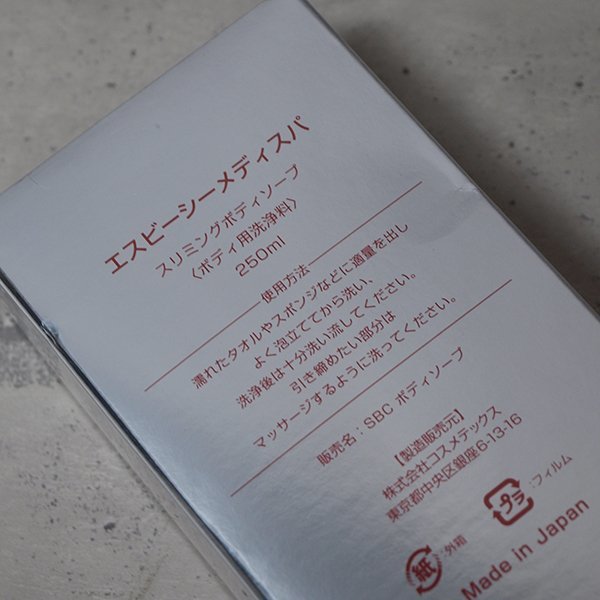 エスビーシーメディスパ
スリミングボディソープ
〈ボディ用洗浄料〉
250ml
使用方法
濡れたタオルやスポンジなどに適量を出し
よく泡立ててから洗い、
洗浄後は十分洗い流してください。
引き締めたい部分は
マッサージするように洗ってください。
販売名：SBC ボディソープ
【製造販売元】
株式会社コスメテックス
東京都中央区銀座6-13-16
プラ :フィルム
紙 :外箱
Made in Japan